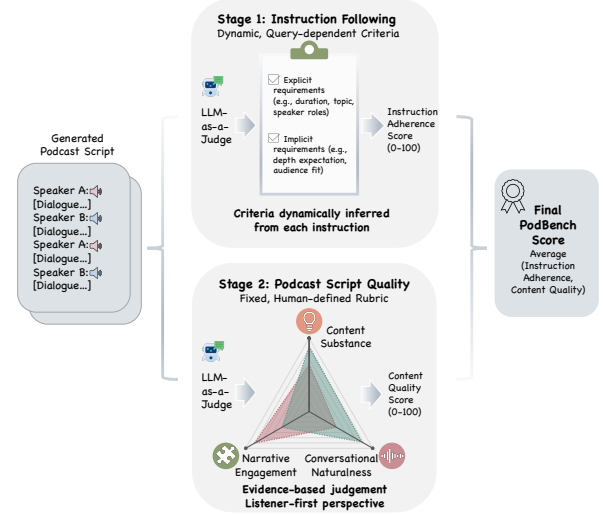 Generated
Podcast Script
Speaker A:
[Dialogue...]
Speaker B:
[Dialogue...]
Speaker A:
[Dialogue...]
Speaker B:
[Dialogue...]
Stage 1: Instruction Following
Dynamic, Query-dependent Criteria
LLM-
as-a-
Judge
Explicit
requirements
(e.g., duration, topic,
speaker roles)
Implicit
requirements (e.g.,
depth expectation,
audience fit)
Instruction
Adherence
Score
(0-100)
Criteria dynamically inferred
from each instruction
Stage 2: Podcast Script Quality
Fixed, Human-defined Rubric
Content
Substance
LLM-
as-a-
Judge
Content
Quality
Score
(0-100)
Narrative
Engagement
Conversational
Naturalness
Evidence-based judgement
Listener-first perspective
Final
PodBench
Score
Average
(Instruction
Adherence,
Content Quality)